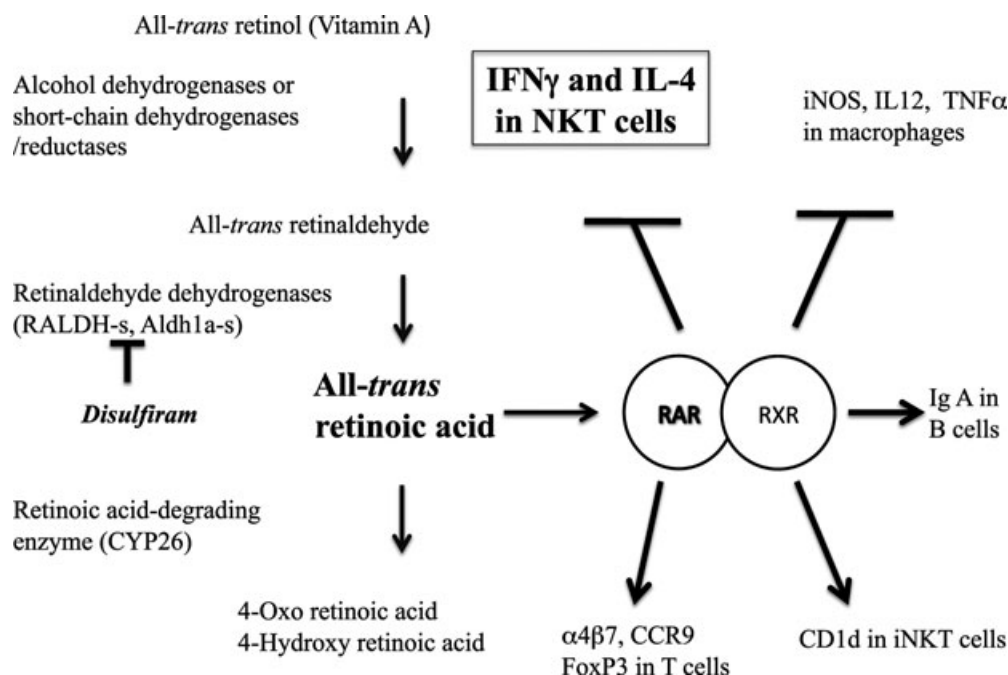 All-trans retinol (Vitamin A)
Alcohol dehydrogenases or
short-chain dehydrogenases
/reductases
IFNγ and IL-4
in NKT cells
iNOS, IL12, TNFα
in macrophages
All-trans retinaldehyde
Retinaldehyde dehydrogenases
(RALDH-s, Aldh1a-s)
Disulfiram
All-trans
retinoic acid
RAR
RXR
Ig A in
B cells
Retinoic acid-degrading
enzyme (CYP26)
4-Oxo retinoic acid
4-Hydroxy retinoic acid
α4β7, CCR9
FoxP3 in T cells
CD1d in iNKT cells